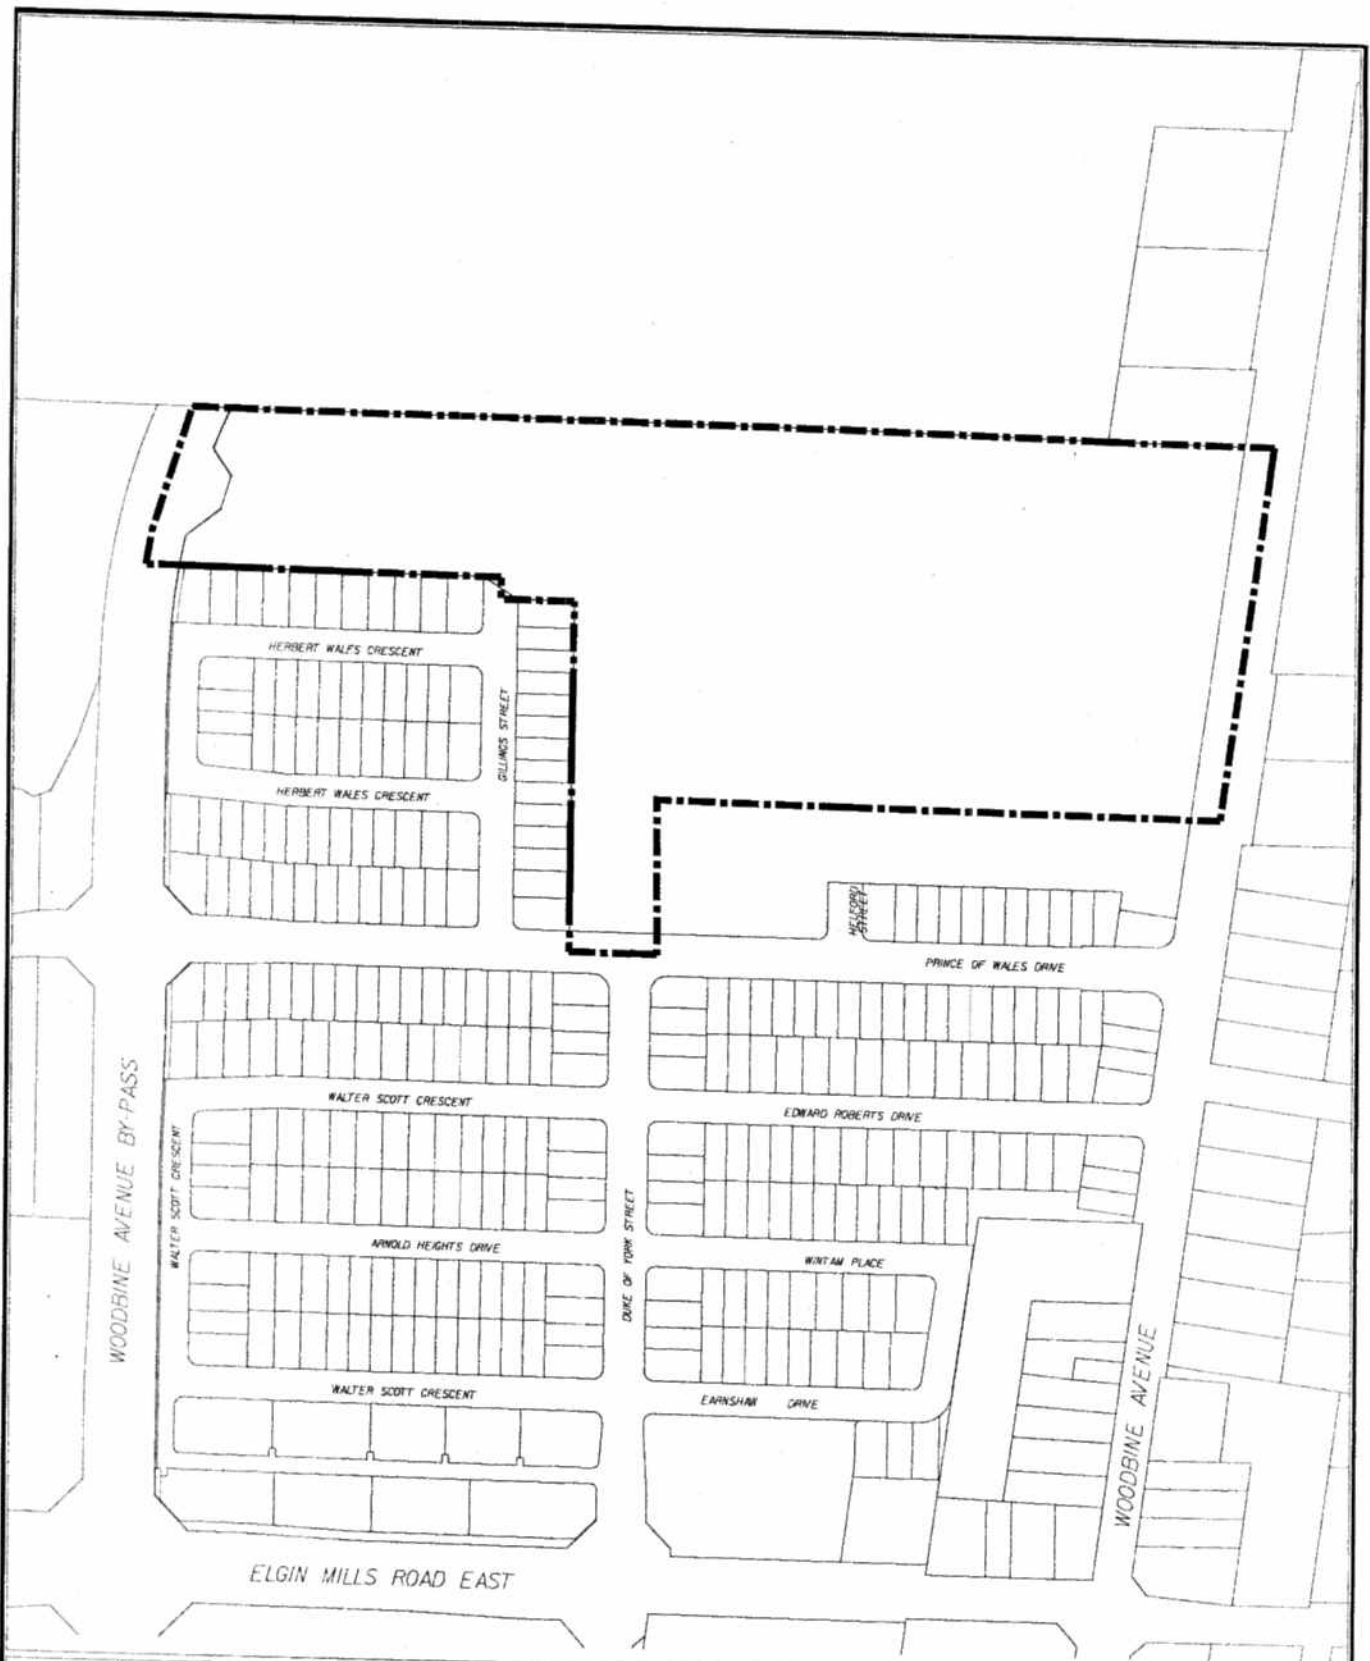 HERBERT WALES CRESCENT
GILLINGS STREET
HERBERT WALES CRESCENT
HELFORD
STREET
PRINCE OF WALES DRIVE
WOODBINE AVENUE BY-PASS
WALTER SCOTT CRESCENT
WALTER SCOTT CRESCENT
EDWARD ROBERTS DRIVE
DUKE OF YORK STREET
ARNOLD HEIGHTS DRIVE
WINTAM PLACE
WALTER SCOTT CRESCENT
EARNSHAW DRIVE
WOODBINE AVENUE
ELGIN MILLS ROAD EAST